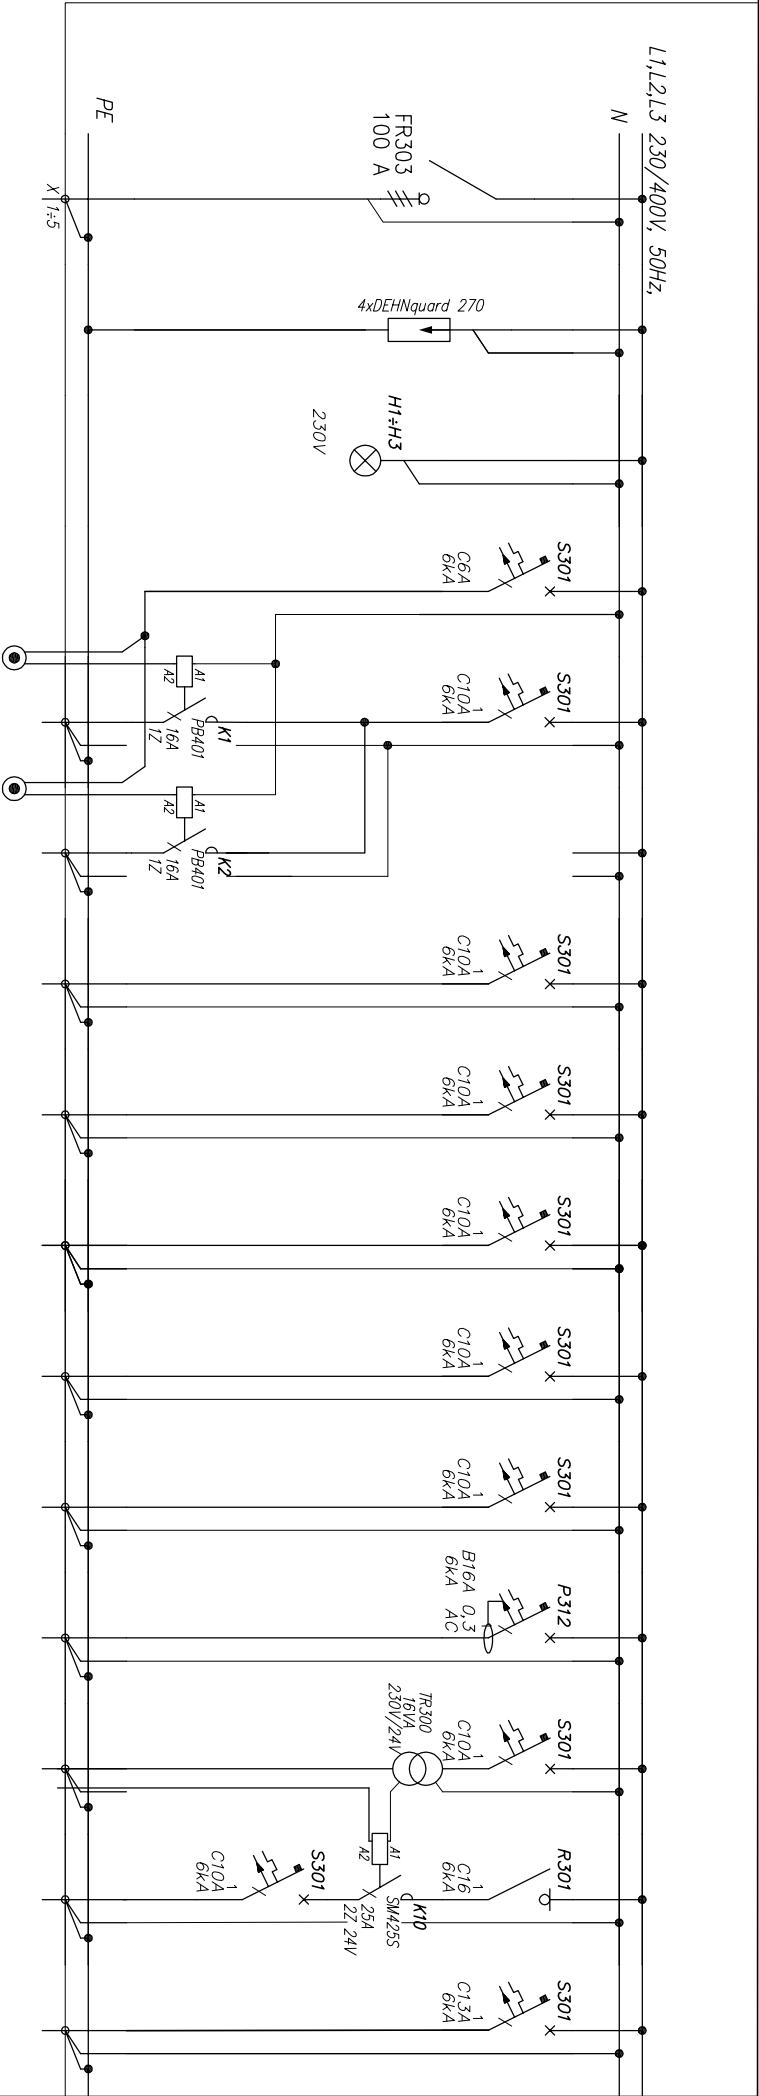 L1,L2,L3 230/400V, 50Hz,
N
PE
FR303
100 A
X 1÷5
4xDEHNguard 270
H1÷H3
230V
S301
C6A
6kA
A1
A2
S301
C10A 1
6kA
K1
PB401
16A
1Z
A1
A2
K2
PB401
16A
1Z
S301
C10A 1
6kA
S301
C10A 1
6kA
S301
C10A 1
6kA
S301
C10A 1
6kA
S301
C10A 1
6kA
P312
B16A 0,3
6kA AC
S301
C10A 1
6kA
TR300
16VA
230V/24V
R301
C16 1
6kA
K10
SM425S
25A
2Z 24V
A1
A2
S301
C10A 1
6kA
S301
C13A 1
6kA